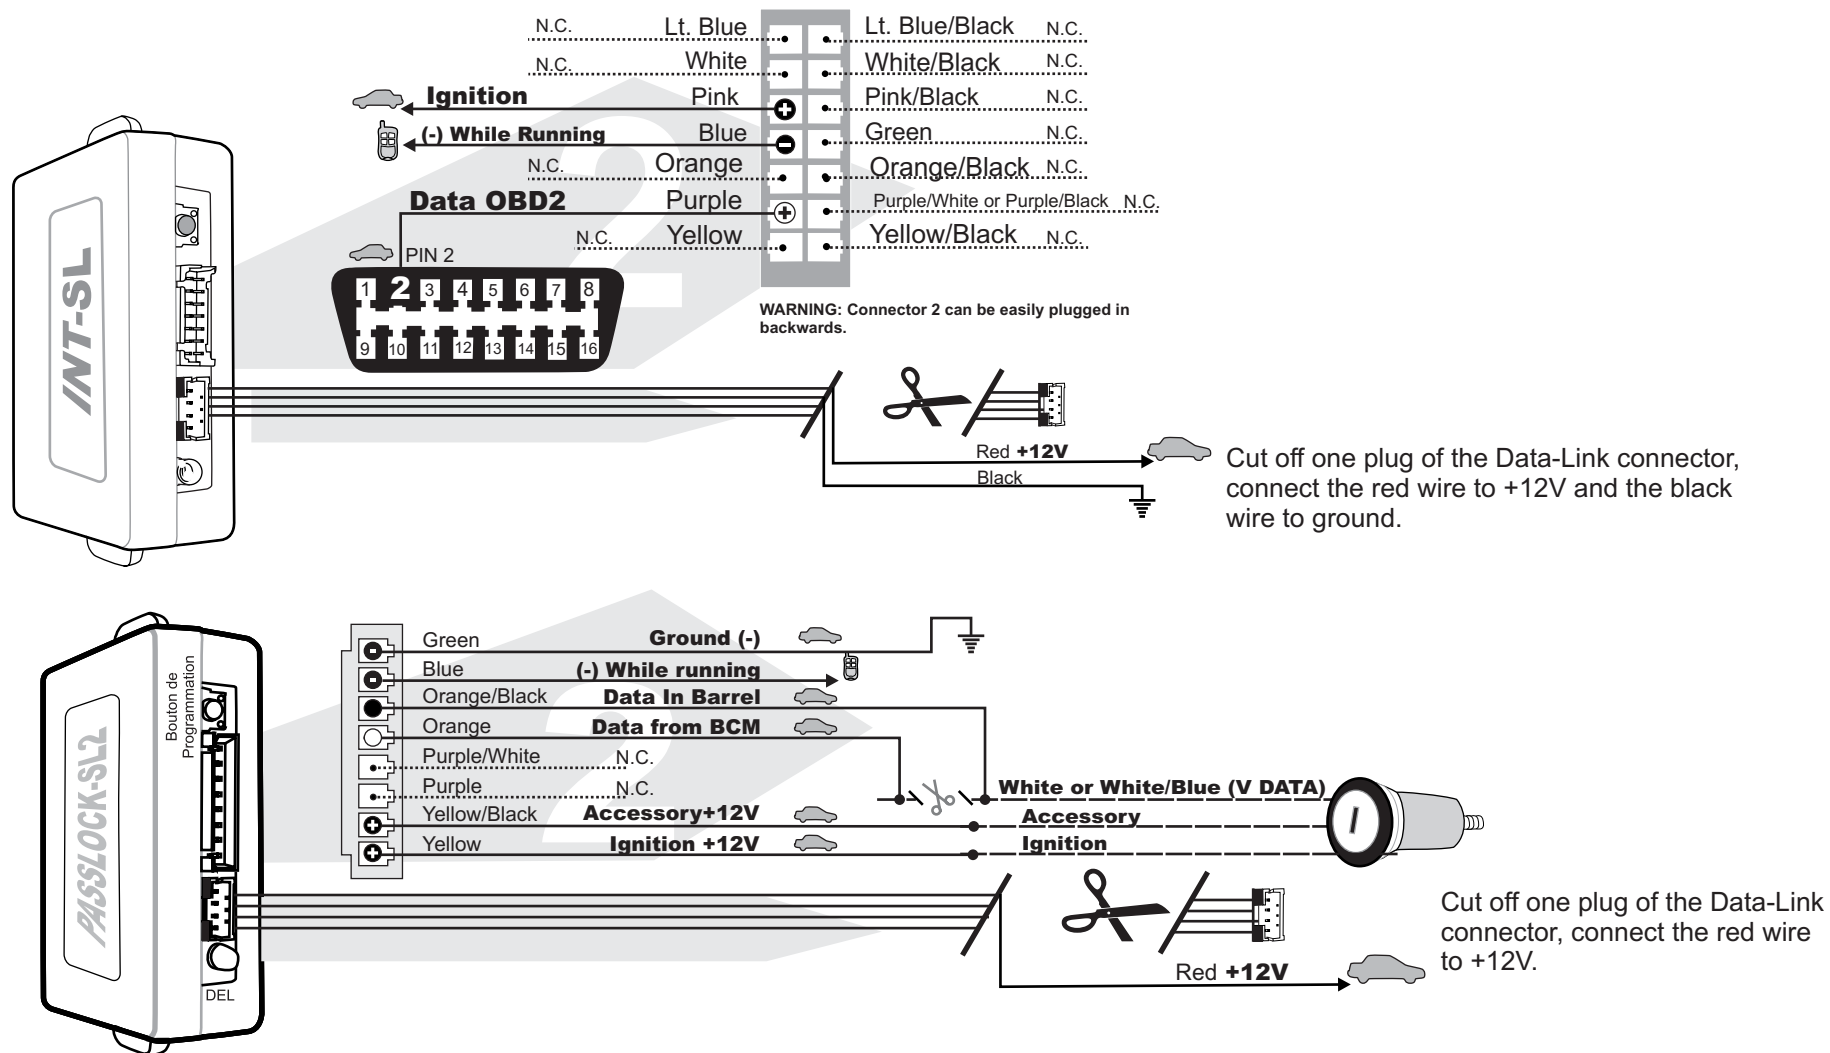 N.C. Lt. Blue Lt. Blue/Black N.C.
N.C. White White/Black N.C.
Ignition Pink Pink/Black N.C.
(-) While Running Blue Green N.C.
N.C. Orange Orange/Black N.C.
Data OBD2 Purple Purple/White or Purple/Black N.C.
N.C. Yellow Yellow/Black N.C.
PIN 2
1 2 3 4 5 6 7 8
9 10 11 12 13 14 15 16
2
WARNING: Connector 2 can be easily plugged in
backwards.
INT-SL
Red +12V
Black
Cut off one plug of the Data-Link connector,
connect the red wire to +12V and the black
wire to ground.
Bouton de
Programmation
PASSLOCK-SL2
DEL
2
Green Ground (-)
Blue (-) While running
Orange/Black Data In Barrel
Orange Data from BCM
Purple/White N.C.
Purple N.C.
Yellow/Black Accessory+12V
Yellow Ignition +12V
White or White/Blue (V DATA)
Accessory
Ignition
Red +12V
Cut off one plug of the Data-Link
connector, connect the red wire
to +12V.